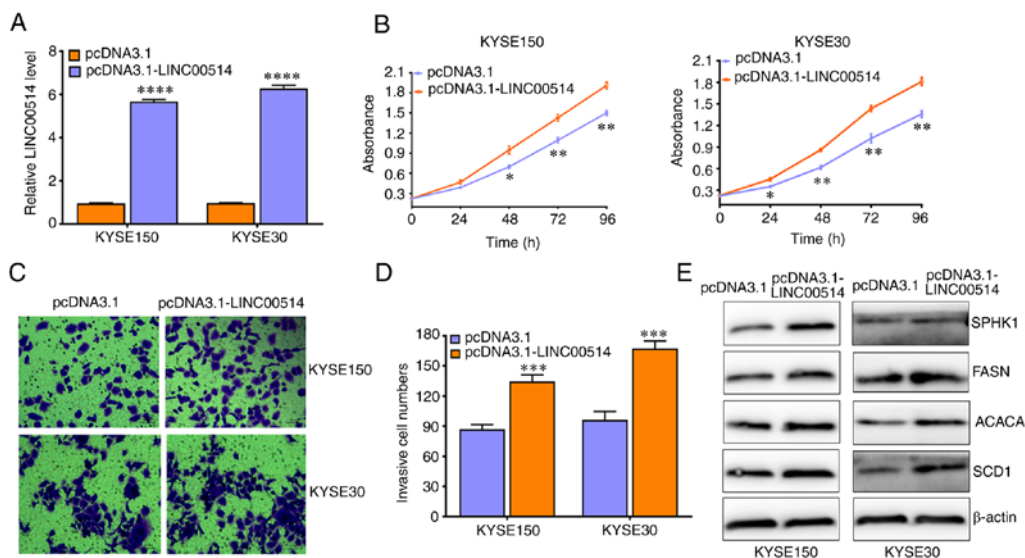 A
pcDNA3.1
pcDNA3.1-LINC00514
Relative LINC00514 level
8
6
4
2
0
****
****
KYSE150
KYSE30
B
KYSE150
pcDNA3.1
pcDNA3.1-LINC00514
Absorbance
2.1
1.8
1.5
1.2
0.9
0.6
0.3
*
**
**
0 24 48 72 96
Time (h)
KYSE30
pcDNA3.1
pcDNA3.1-LINC00514
Absorbance
2.1
1.8
1.5
1.2
0.9
0.6
0.3
*
**
**
**
0 24 48 72 96
Time (h)
C
pcDNA3.1 pcDNA3.1-LINC00514
KYSE150
KYSE30
D
pcDNA3.1
pcDNA3.1-LINC00514
Invasive cell numbers
180
150
120
90
60
30
0
***
***
KYSE150
KYSE30
E
pcDNA3.1 pcDNA3.1-
LINC00514
pcDNA3.1 pcDNA3.1-
LINC00514
SPHK1
FASN
ACACA
SCD1
β-actin
KYSE150
KYSE30